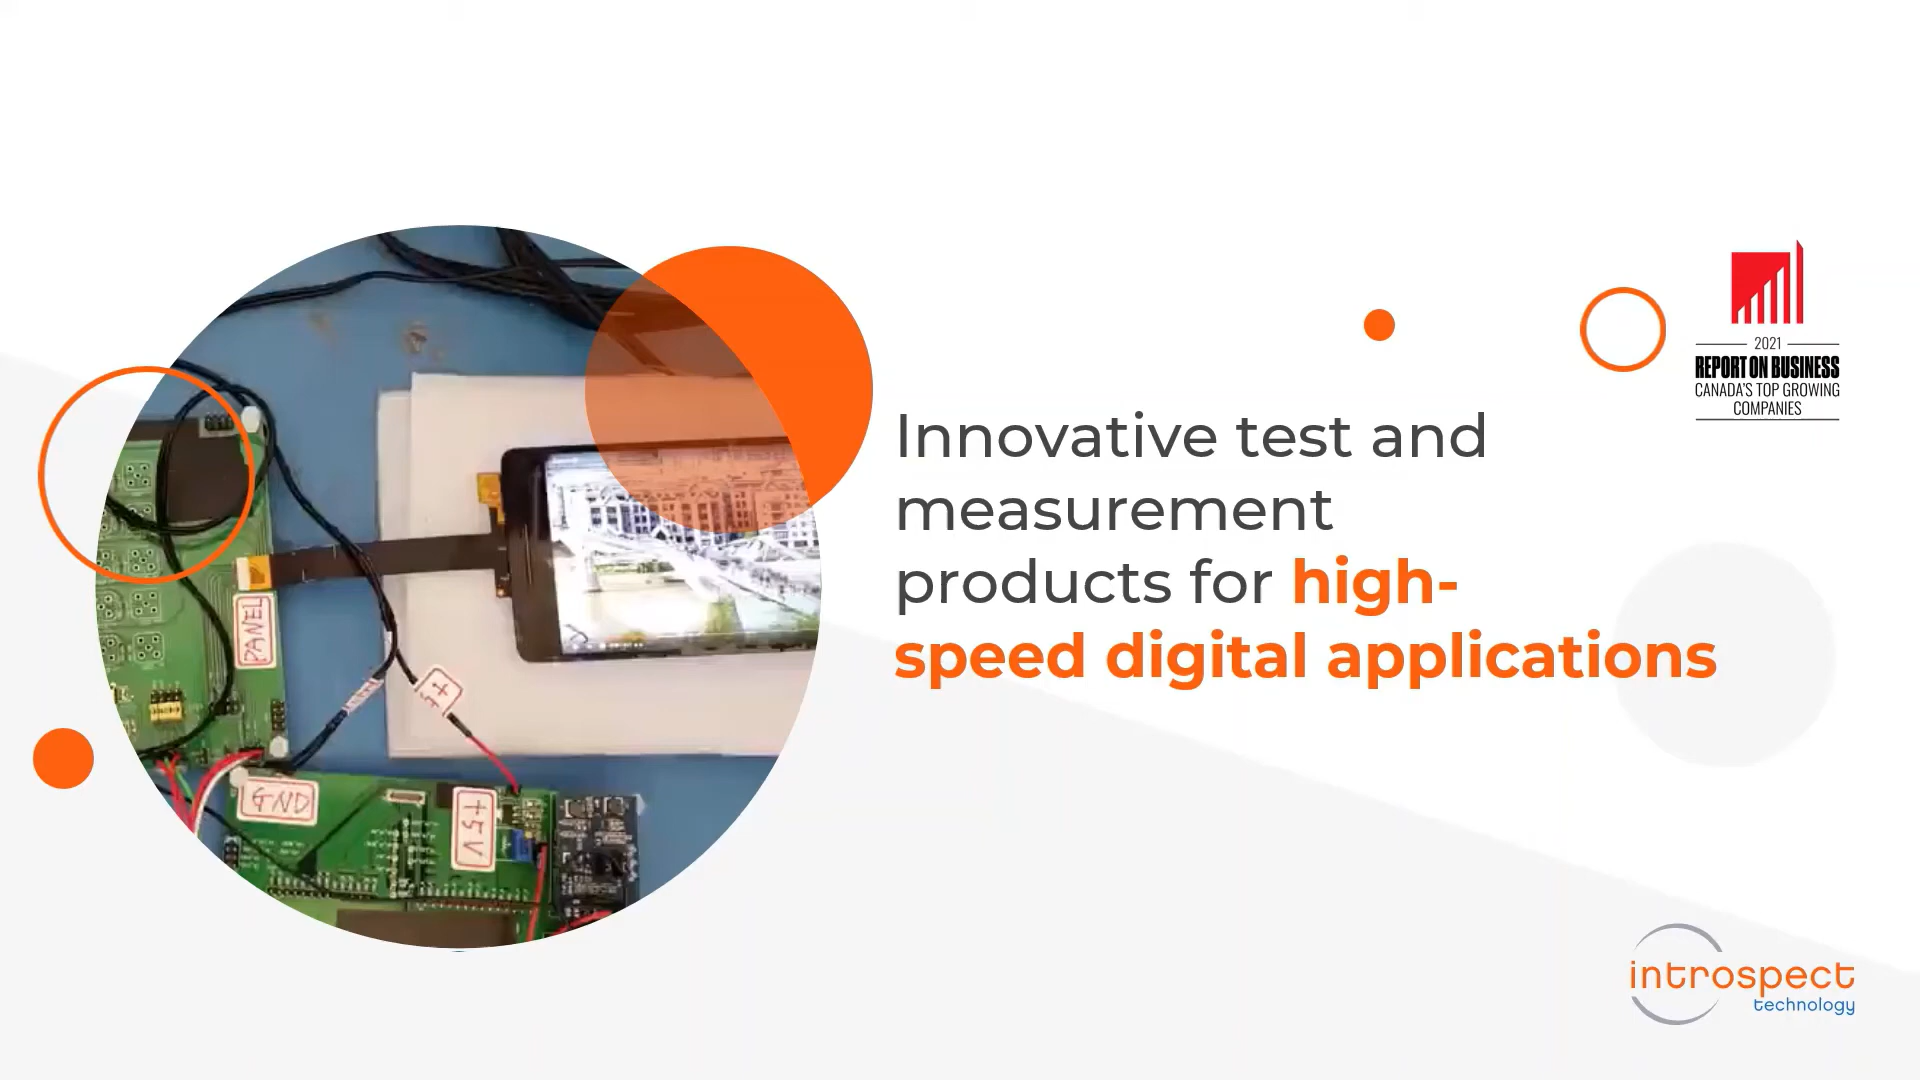 2021
REPORT ON BUSINESS
CANADA'S TOP GROWING
COMPANIES
Innovative test and
measurement
products for high-
speed digital applications
PANEL
GND
+5V
introspect
technology